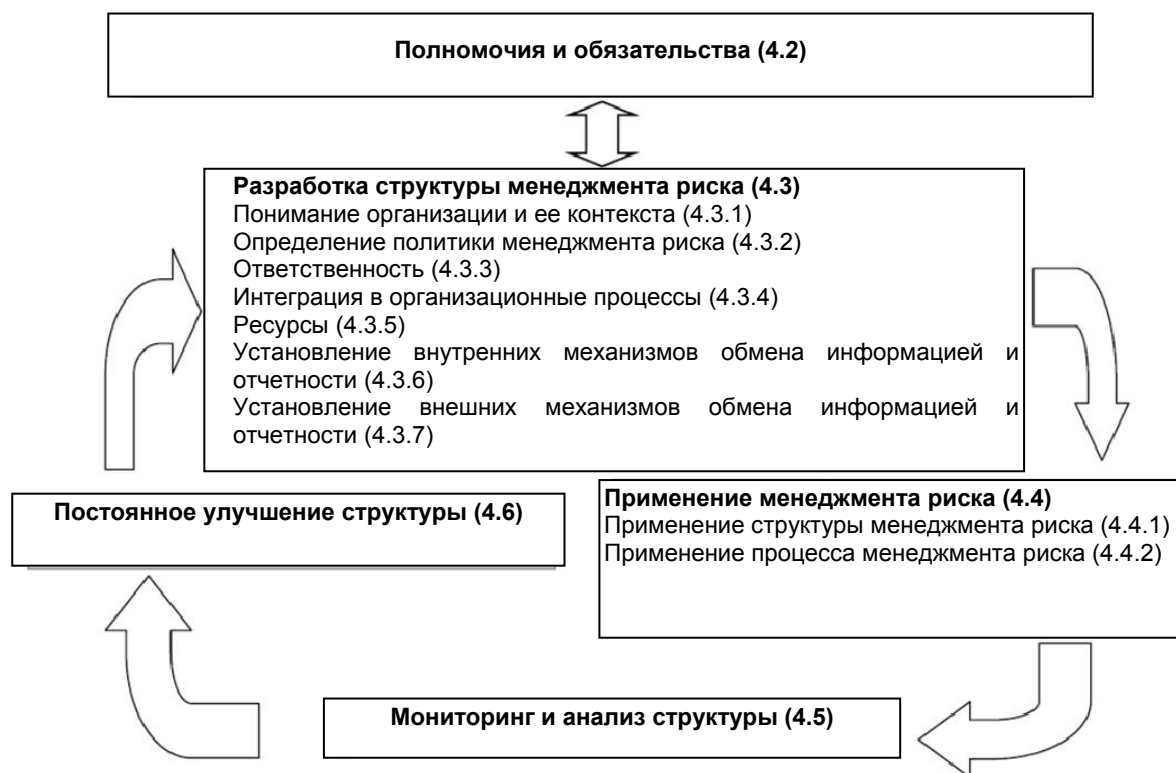 Полномочия и обязательства (4.2)
Разработка структуры менеджмента риска (4.3)
Понимание организации и ее контекста (4.3.1)
Определение политики менеджмента риска (4.3.2)
Ответственность (4.3.3)
Интеграция в организационные процессы (4.3.4)
Ресурсы (4.3.5)
Установление внутренних механизмов обмена информацией и
отчетности (4.3.6)
Установление внешних механизмов обмена информацией и
отчетности (4.3.7)
Постоянное улучшение структуры (4.6)
Применение менеджмента риска (4.4)
Применение структуры менеджмента риска (4.4.1)
Применение процесса менеджмента риска (4.4.2)
Мониторинг и анализ структуры (4.5)